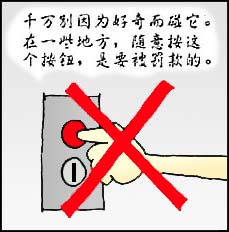 千万别因为好奇而碰它。
在一些地方，随意按这
个按钮，是要被罚款的。